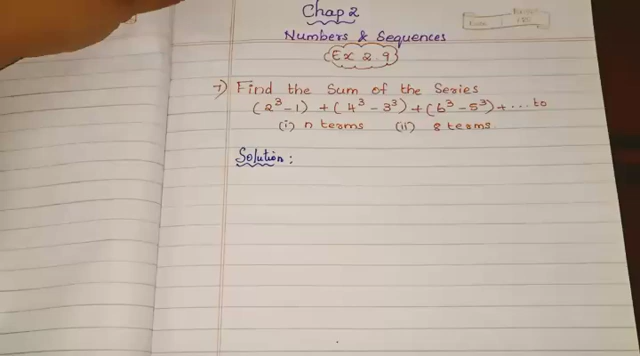 Chap 2
Numbers & Sequences
Ex 2.9
7) Find the Sum of the Series
(2³ - 1) + (4³ - 3³) + (6³ - 5³) + ... to
(i) n terms (ii) 8 terms.
Solution: